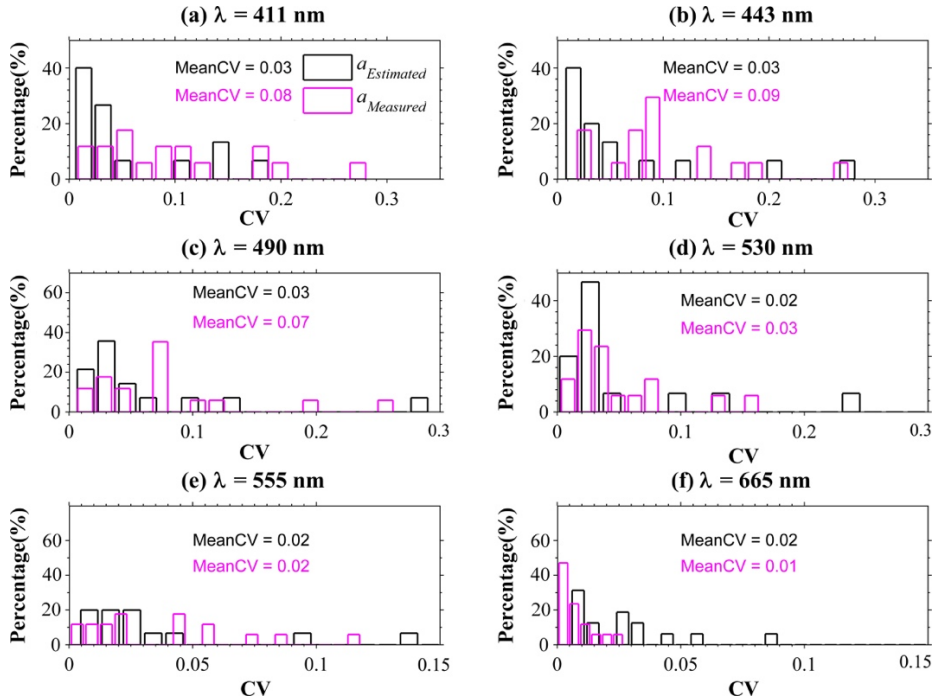 (a) λ = 411 nm
(b) λ = 443 nm
Percentage(%)
40
20
0
MeanCV = 0.03
MeanCV = 0.08
a Estimated
a Measured
0
0.1
0.2
0.3
CV
Percentage(%)
40
20
0
MeanCV = 0.03
MeanCV = 0.09
0
0.1
0.2
0.3
CV
(c) λ = 490 nm
(d) λ = 530 nm
Percentage(%)
60
40
20
0
MeanCV = 0.03
MeanCV = 0.07
0
0.1
0.2
0.3
CV
Percentage(%)
40
20
0
MeanCV = 0.02
MeanCV = 0.03
0
0.1
0.2
0.3
CV
(e) λ = 555 nm
(f) λ = 665 nm
Percentage(%)
60
40
20
0
MeanCV = 0.02
MeanCV = 0.02
0
0.05
0.1
0.15
CV
Percentage(%)
60
40
20
0
MeanCV = 0.02
MeanCV = 0.01
0
0.05
0.1
0.15
CV